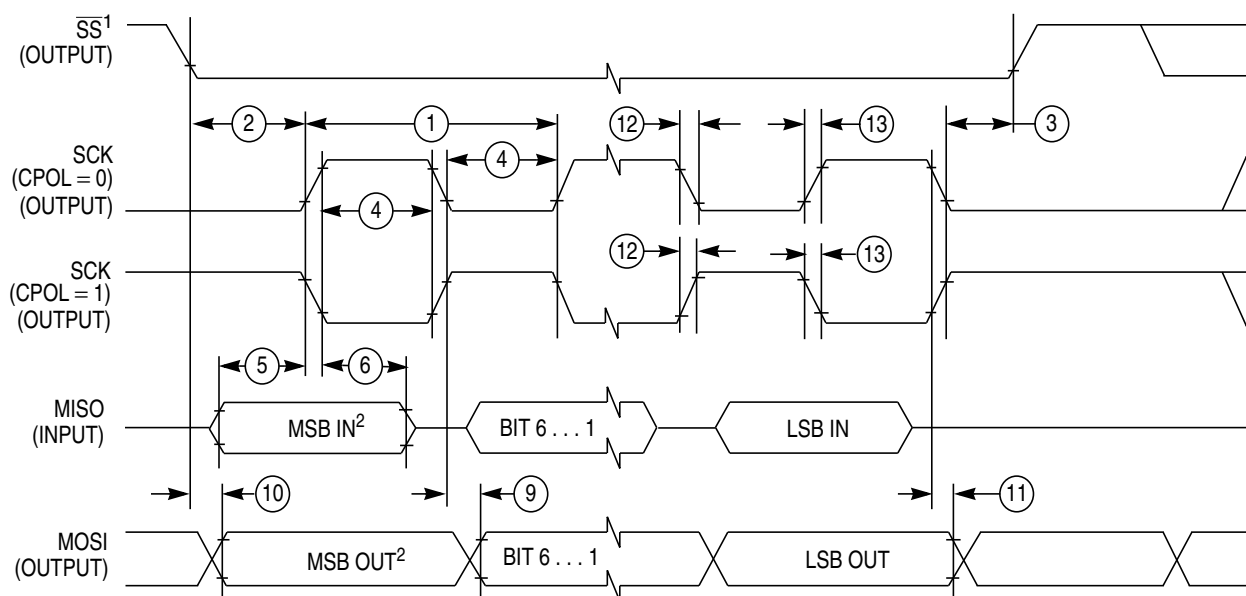 SS¹
(OUTPUT)
2
1
12
13
3
SCK
(CPOL = 0)
(OUTPUT)
4
4
12
13
SCK
(CPOL = 1)
(OUTPUT)
5
6
MISO
(INPUT)
MSB IN²
BIT 6 . . . 1
LSB IN
10
9
11
MOSI
(OUTPUT)
MSB OUT²
BIT 6 . . . 1
LSB OUT